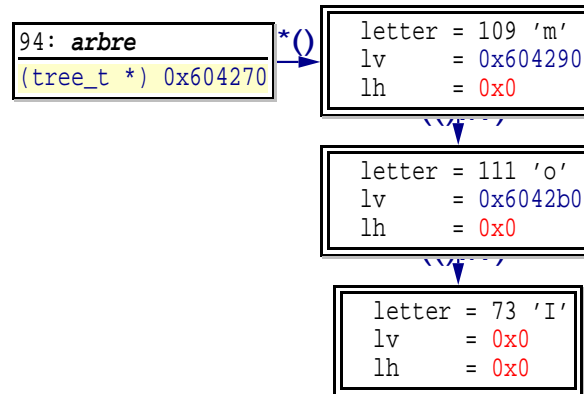 94: arbre
(tree_t *) 0x604270
*()
letter = 109 'm'
lv = 0x604290
lh = 0x0
letter = 111 'o'
lv = 0x6042b0
lh = 0x0
letter = 73 'I'
lv = 0x0
lh = 0x0